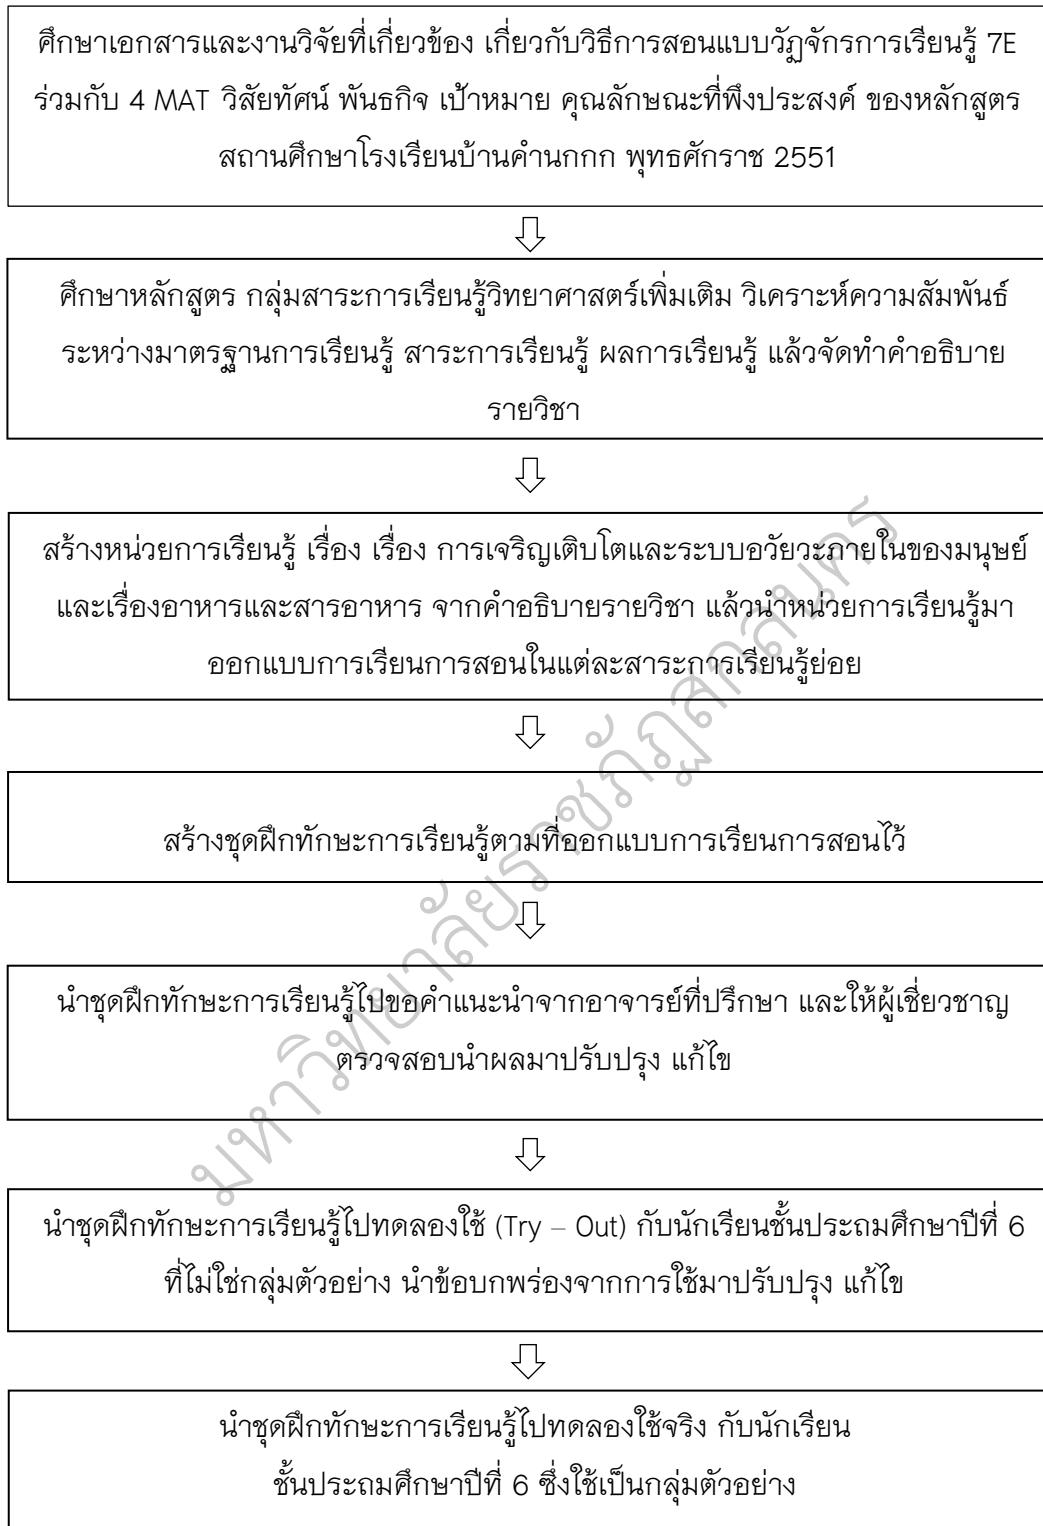 ศึกษาเอกสารและงานวิจัยที่เกี่ยวข้อง เกี่ยวกับวิธีการสอนแบบวัฏจักรการเรียนรู้ 7E
ร่วมกับ 4 MAT วิสัยทัศน์ พันธกิจ เป้าหมาย คุณลักษณะที่พึงประสงค์ ของหลักสูตร
สถานศึกษาโรงเรียนบ้านคำนกกก พุทธศักราช 2551
ศึกษาหลักสูตร กลุ่มสาระการเรียนรู้วิทยาศาสตร์เพิ่มเติม วิเคราะห์ความสัมพันธ์
ระหว่างมาตรฐานการเรียนรู้ สาระการเรียนรู้ ผลการเรียนรู้ แล้วจัดทำคำอธิบาย
รายวิชา
สร้างหน่วยการเรียนรู้ เรื่อง เรื่อง การเจริญเติบโตและระบบอวัยวะภายในของมนุษย์
และเรื่องอาหารและสารอาหาร จากคำอธิบายรายวิชา แล้วนำหน่วยการเรียนรู้มา
ออกแบบการเรียนการสอนในแต่ละสาระการเรียนรู้ย่อย
สร้างชุดฝึกทักษะการเรียนรู้ตามที่ออกแบบการเรียนการสอนไว้
นำชุดฝึกทักษะการเรียนรู้ไปขอคำแนะนำจากอาจารย์ที่ปรึกษา และให้ผู้เชี่ยวชาญ
ตรวจสอบนำผลมาปรับปรุง แก้ไข
นำชุดฝึกทักษะการเรียนรู้ไปทดลองใช้ (Try – Out) กับนักเรียนชั้นประถมศึกษาปีที่ 6
ที่ไม่ใช่กลุ่มตัวอย่าง นำข้อบกพร่องจากการใช้มาปรับปรุง แก้ไข
นำชุดฝึกทักษะการเรียนรู้ไปทดลองใช้จริง กับนักเรียน
ชั้นประถมศึกษาปีที่ 6 ซึ่งใช้เป็นกลุ่มตัวอย่าง
มหาวิทยาลัยราชภัฏสกลนคร